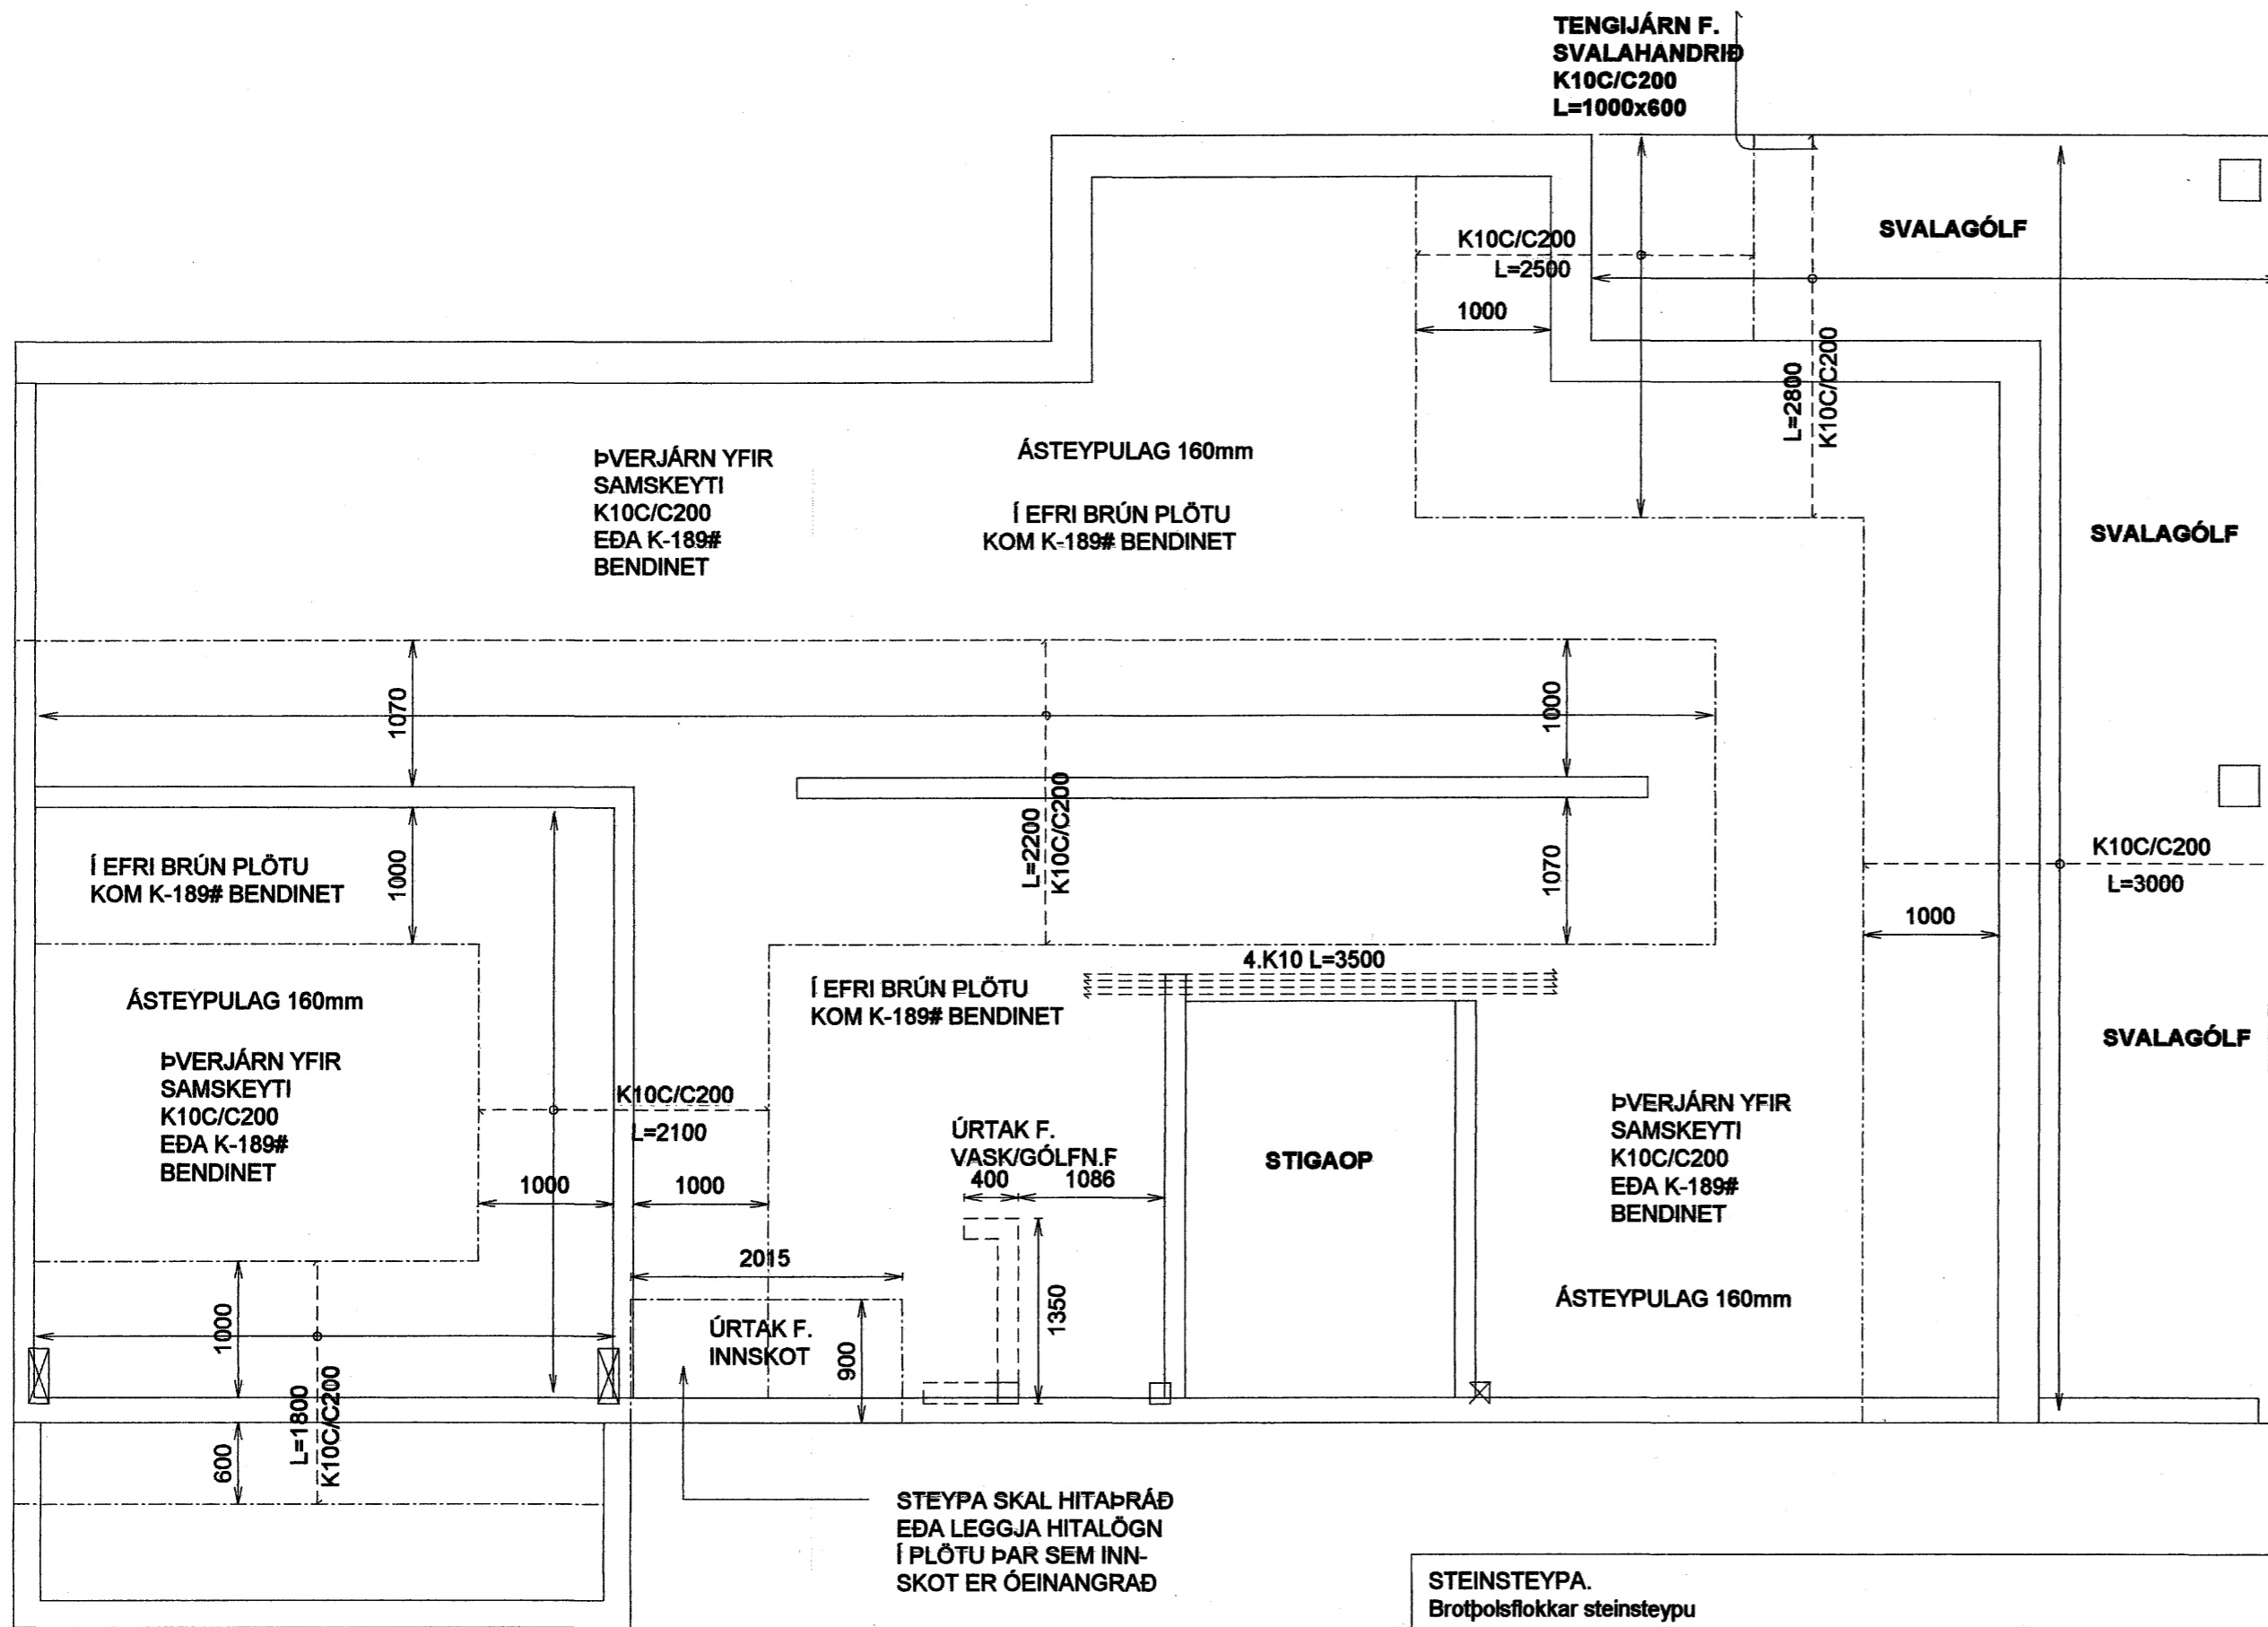 TENGIJÁRN F.
SVALAHANDRIÐ
K10C/C200
L=1000x600
SVALAGÓLF
K10C/C200
L=2500
1000
L=2800
K10C/C200
ÞVERJÁRN YFIR
SAMSKEYTI
K10C/C200
EÐA K-189#
BENDINET
ÁSTEYPULAG 160mm
Í EFRI BRÚN PLÖTU
KOM K-189# BENDINET
SVALAGÓLF
1070
1000
L=2200
K10C/C200
1070
1000
Í EFRI BRÚN PLÖTU
KOM K-189# BENDINET
K10C/C200
L=3000
1000
4.K10 L=3500
Í EFRI BRÚN PLÖTU
KOM K-189# BENDINET
ÁSTEYPULAG 160mm
ÞVERJÁRN YFIR
SAMSKEYTI
K10C/C200
EÐA K-189#
BENDINET
K10C/C200
L=2100
1000
1000
ÚRTAK F.
VASK/GÓLFN.F
400
1086
1350
STIGAOP
SVALAGÓLF
ÞVERJÁRN YFIR
SAMSKEYTI
K10C/C200
EÐA K-189#
BENDINET
ÁSTEYPULAG 160mm
2015
ÚRTAK F.
INNSKOT
900
1000
L=1800
K10C/C200
600
STEYPA SKAL HITAÞRÁÐ
EÐA LEGGJA HITALÖGN
Í PLÖTU ÞAR SEM INN-
SKOT ER ÓEINANGRAÐ
STEINSTEYPA.
Brotþolsflokkar steinsteypu